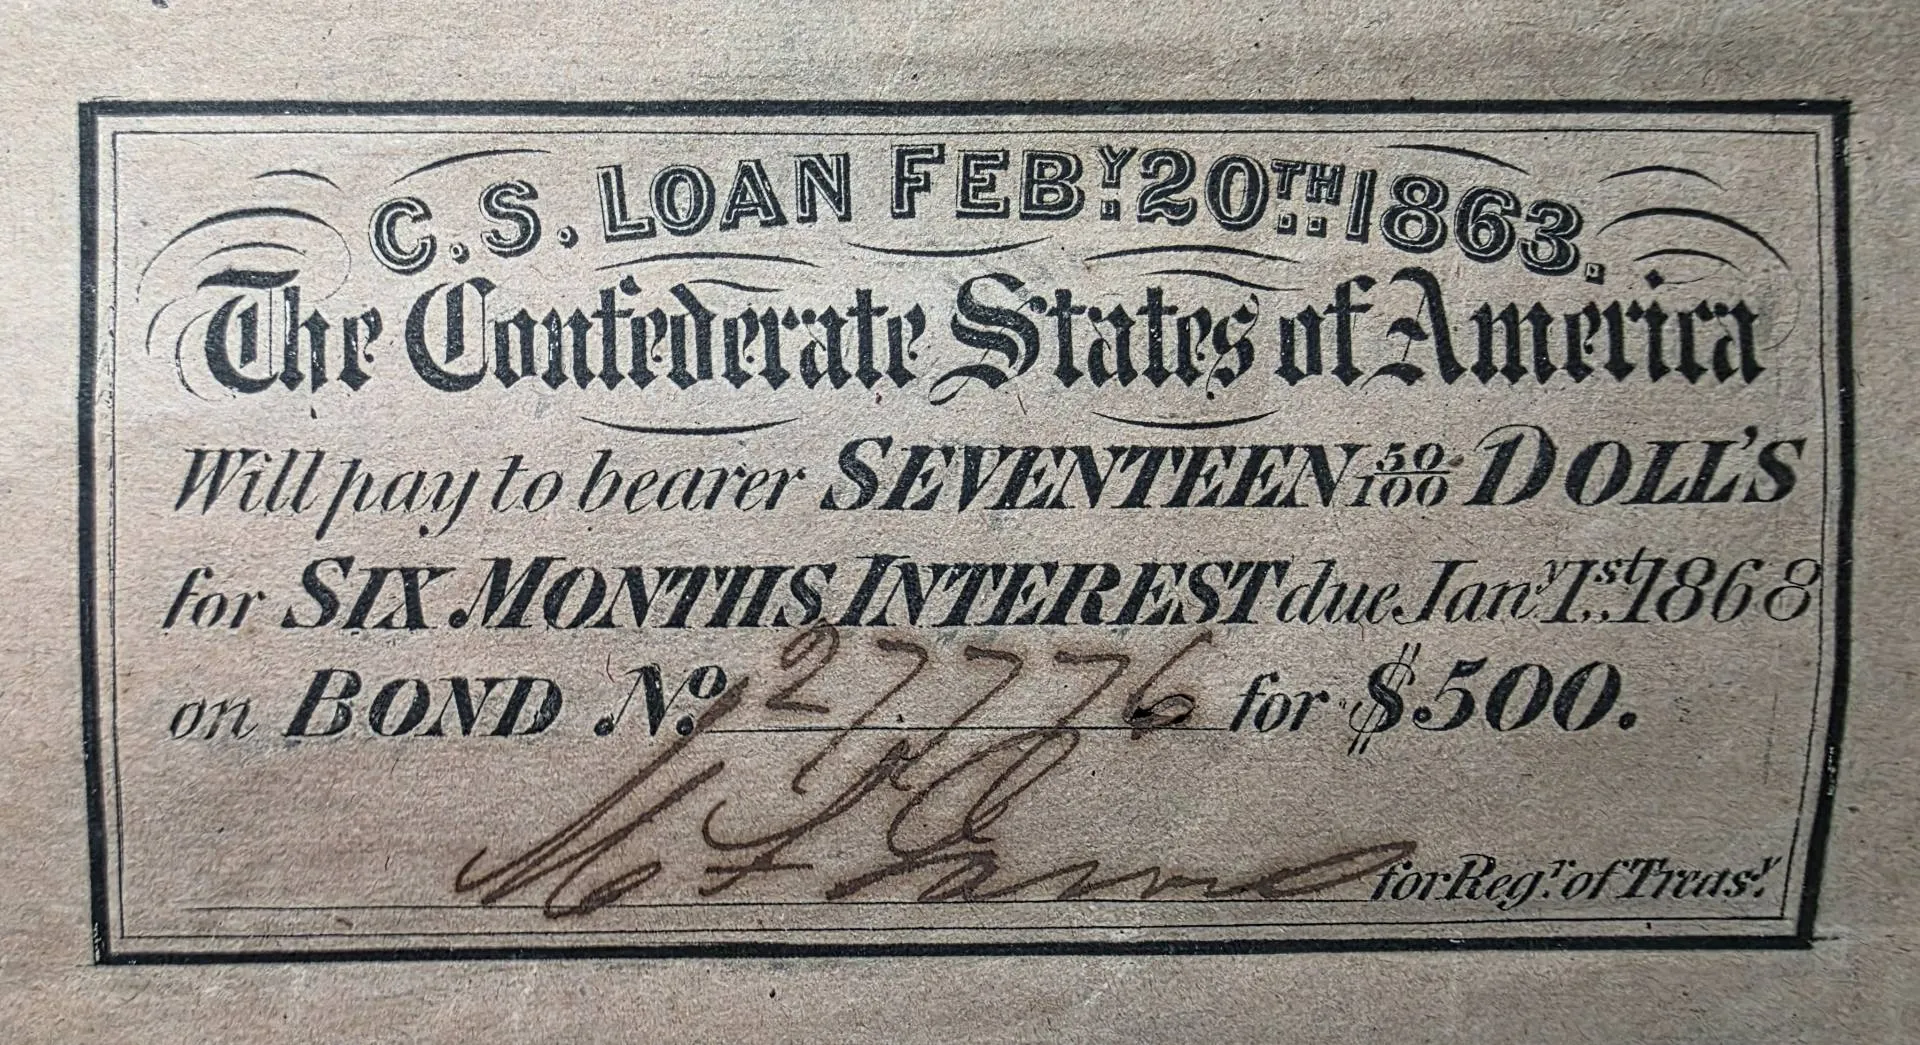 C. S. LOAN FEBY. 20TH. 1863.
The Confederate States of America
Will pay to bearer SEVENTEEN 50/100 DOLL'S
for SIX MONTHS INTEREST due Jany. 1st. 1868
on BOND No. 27776 for $500.
for Regr. of Treasy.